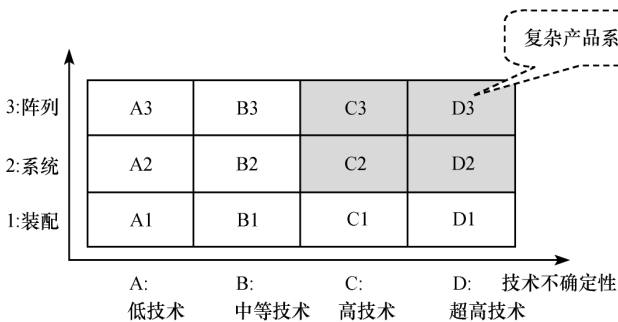 复杂产品系
3:阵列 A3 B3 C3 D3
2:系统 A2 B2 C2 D2
1:装配 A1 B1 C1 D1
A: B: C: D: 技术不确定性
低技术 中等技术 高技术 超高技术